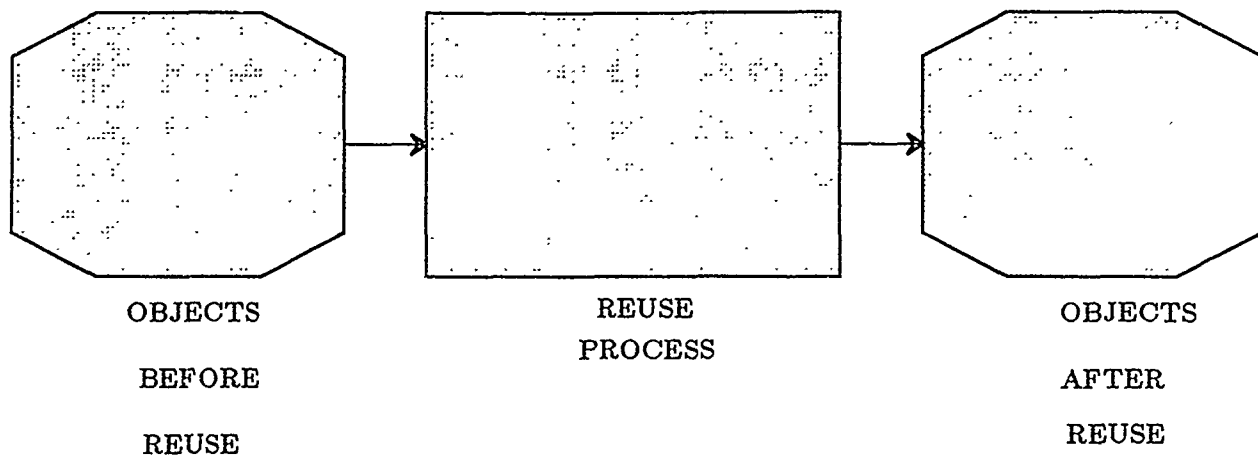 OBJECTS
BEFORE
REUSE
REUSE
PROCESS
OBJECTS
AFTER
REUSE